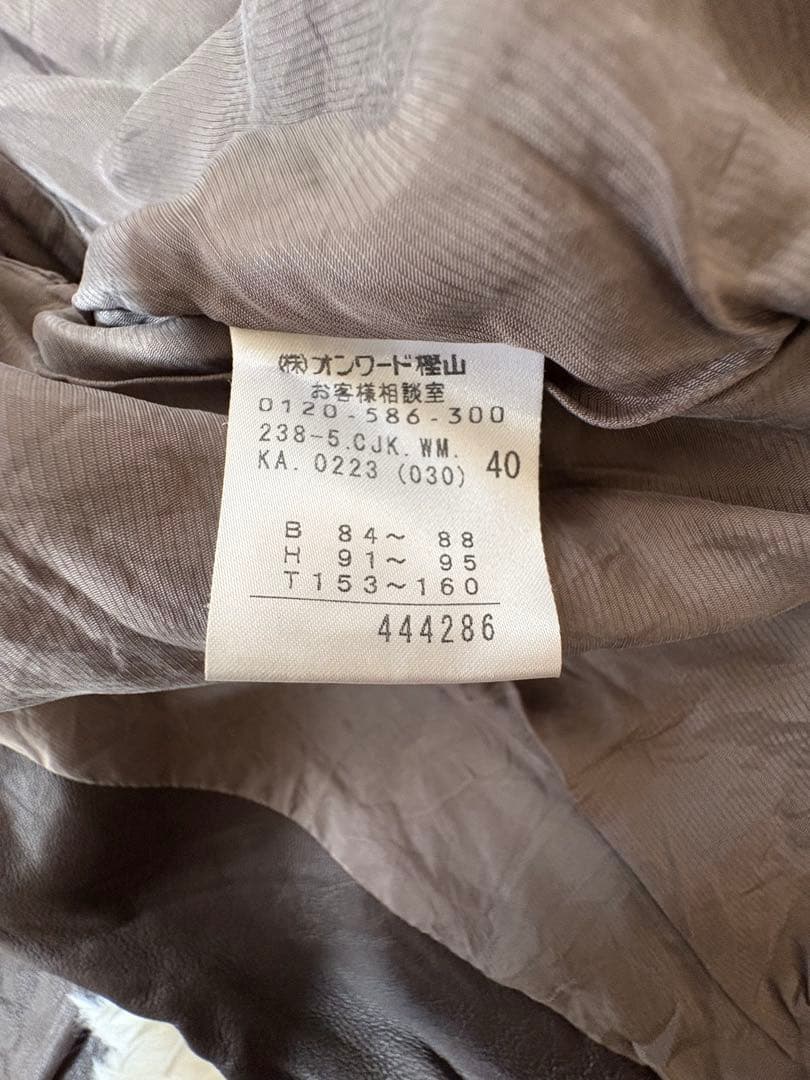 (株)オンワード樫山
お客様相談室
0120-586-300
238-5.CJK.WM.
KA.0223 (030) 40
B 84～ 88
H 91～ 95
T153～160
444286